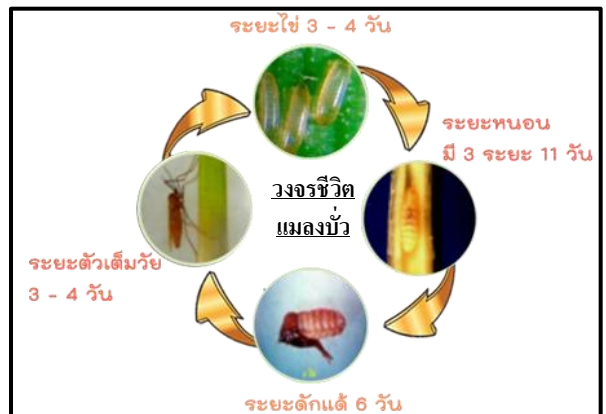 ระยะไข่ 3 - 4 วัน
ระยะหนอน
มี 3 ระยะ 11 วัน
วงจรชีวิต
แมลงบั่ว
ระยะตัวเต็มวัย
3 - 4 วัน
ระยะดักแด้ 6 วัน